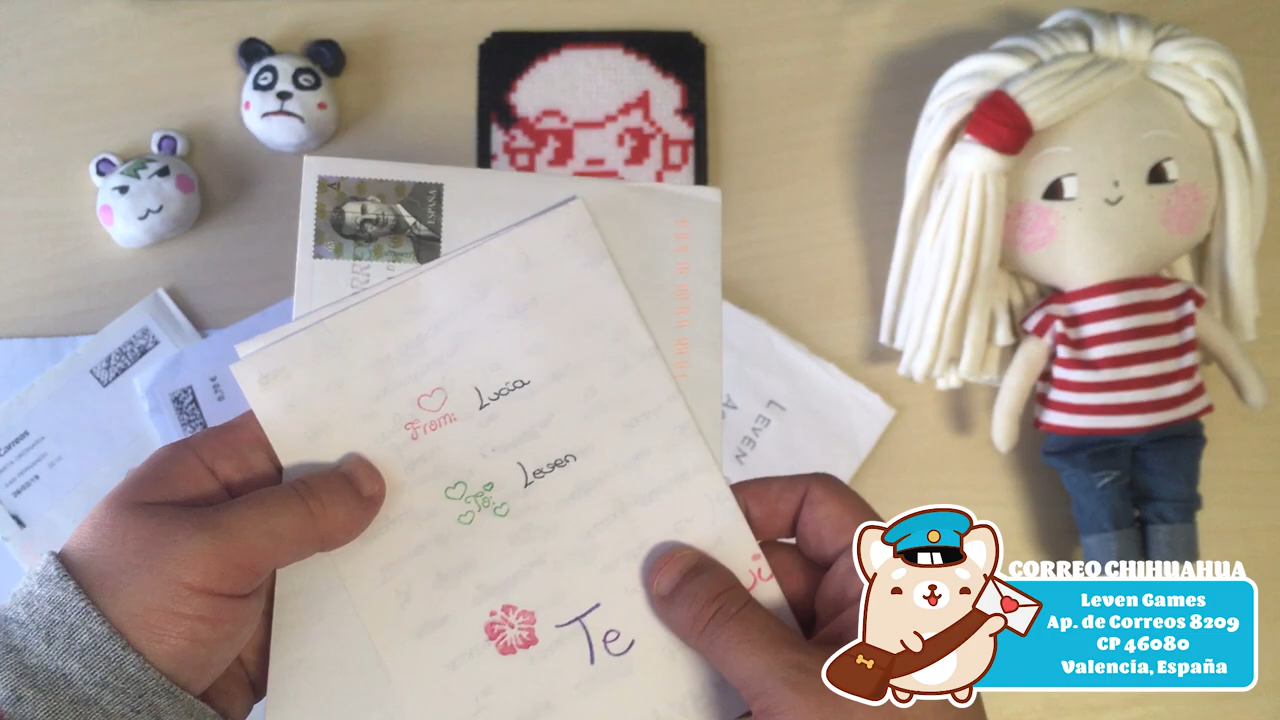 ESPAÑA
Correos
LEVEN
From: Lucía
To: Leven
Te
CORREO CHIHUAHUA
Leven Games
Ap. de Correos 8209
CP 46080
Valencia, España